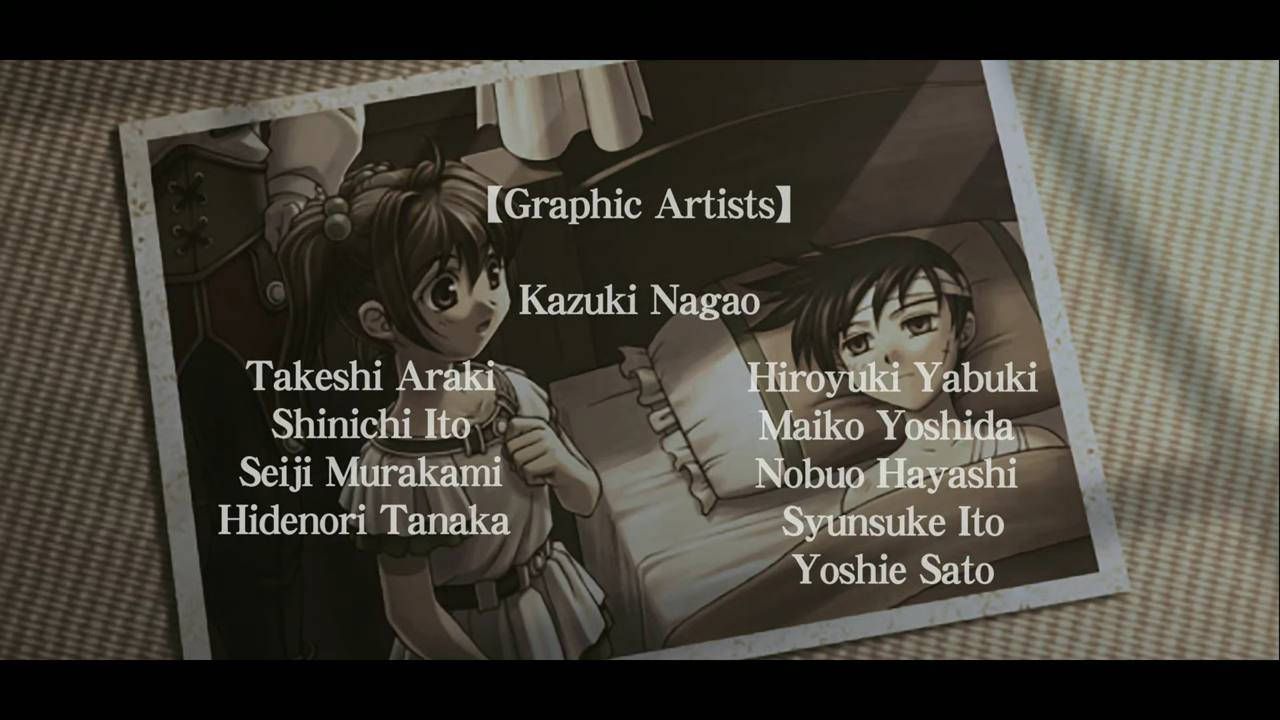 【Graphic Artists】
Kazuki Nagao
Takeshi Araki
Shinichi Ito
Seiji Murakami
Hidenori Tanaka
Hiroyuki Yabuki
Maiko Yoshida
Nobuo Hayashi
Syunsuke Ito
Yoshie Sato